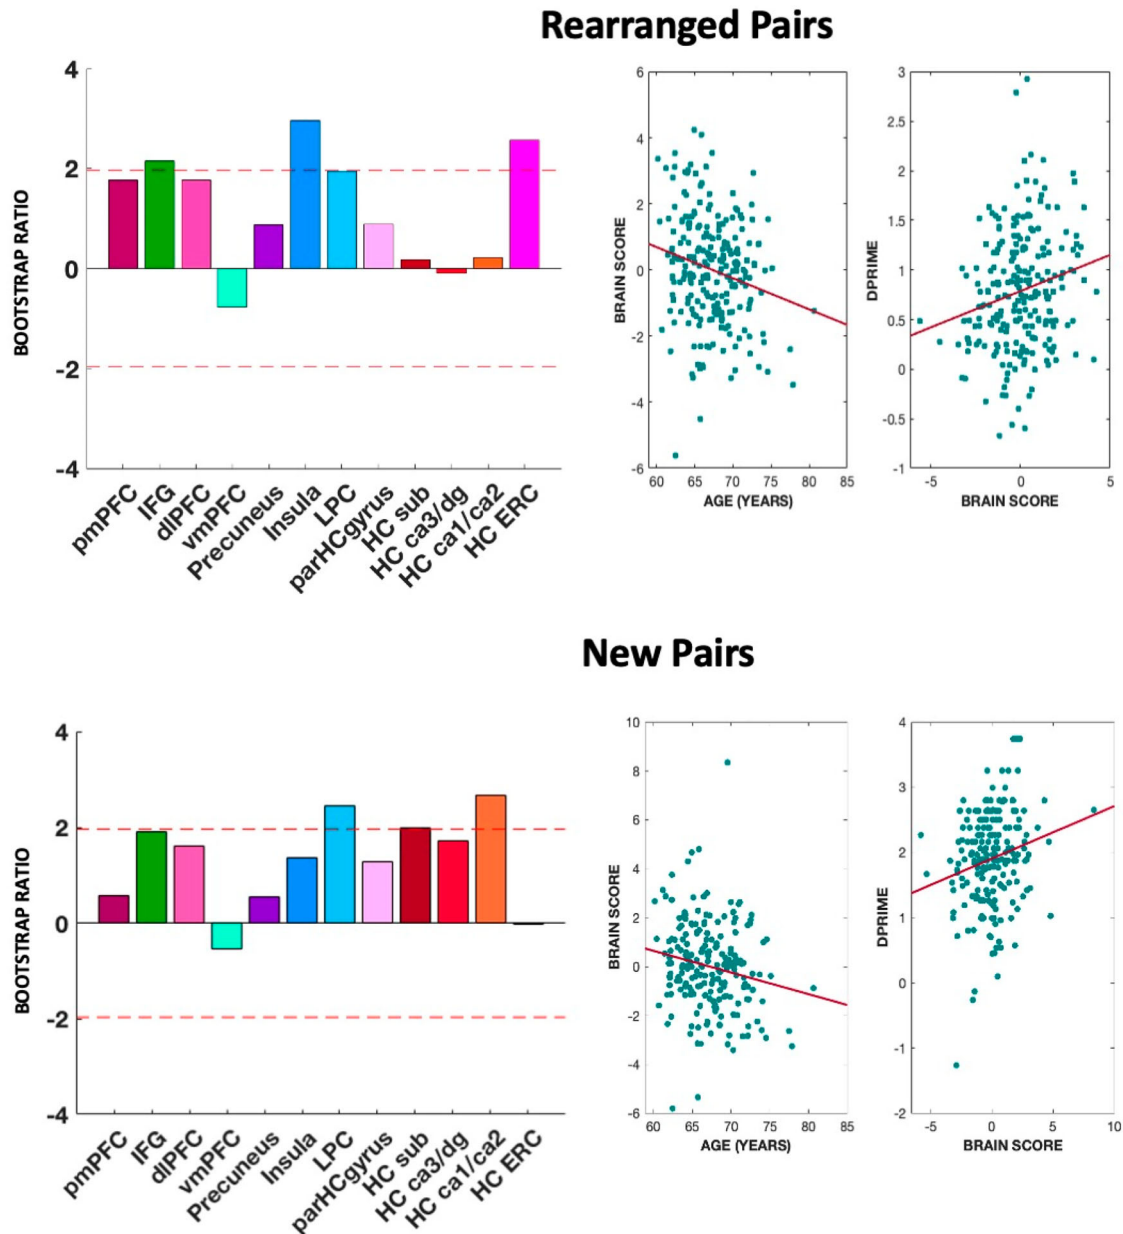 Rearranged Pairs
4
2
0
-2
-4
BOOTSTRAP RATIO
pmPFC
IFG
dlPFC
vmPFC
Precuneus
Insula
LPC
parHCgyrus
HC sub
HC ca3/dg
HC ca1/ca2
HC ERC
6
4
2
0
-2
-4
-6
BRAIN SCORE
60 65 70 75 80 85
AGE (YEARS)
3
2.5
2
1.5
1
0.5
0
-0.5
-1
DPRIME
-5 0 5
BRAIN SCORE
New Pairs
4
2
0
-2
-4
BOOTSTRAP RATIO
pmPFC
IFG
dlPFC
vmPFC
Precuneus
Insula
LPC
parHCgyrus
HC sub
HC ca3/dg
HC ca1/ca2
HC ERC
10
8
6
4
2
0
-2
-4
-6
BRAIN SCORE
60 65 70 75 80 85
AGE (YEARS)
4
3
2
1
0
-1
-2
DPRIME
-5 0 5 10
BRAIN SCORE